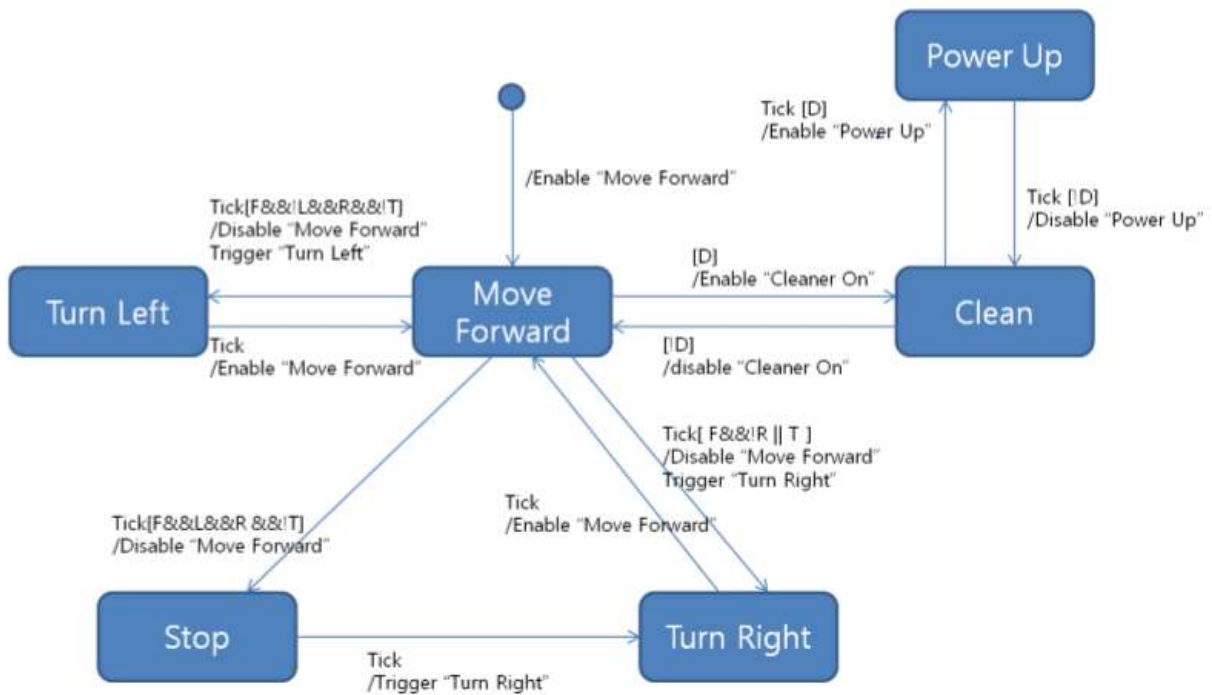 Power Up
Tick [D]
/Enable “Power Up”
/Enable “Move Forward”
Tick [!D]
/Disable “Power Up”
Tick[F&&!L&&R&&!T]
/Disable “Move Forward”
Trigger “Turn Left”
[D]
/Enable “Cleaner On”
Turn Left
Move
Forward
Clean
Tick
/Enable “Move Forward”
[!D]
/disable “Cleaner On”
Tick[ F&&!R || T ]
/Disable “Move Forward”
Trigger “Turn Right”
Tick
/Enable “Move Forward”
Tick[F&&L&&R &&!T]
/Disable “Move Forward”
Stop
Turn Right
Tick
/Trigger “Turn Right”